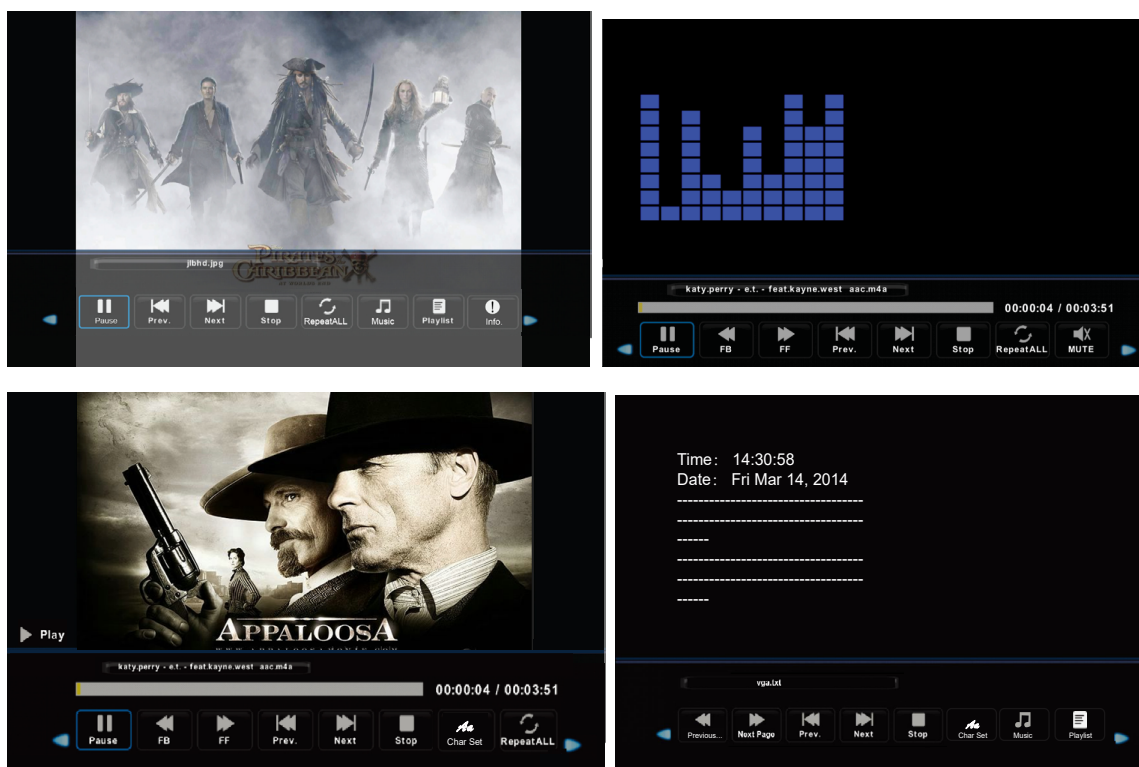 PIRATES
CARIBBEAN
AT WORLDS END
jlbhd.jpg
Pause Prev. Next Stop RepeatALL Music Playlist Info.
katy.perry - e.t. - feat.kayne.west aac.m4a
00:00:04 / 00:03:51
Pause FB FF Prev. Next Stop RepeatALL MUTE
APPALOOSA
Play
katy.perry - e.t. - feat.kayne.west aac.m4a
00:00:04 / 00:03:51
Pause FB FF Prev. Next Stop Char Set RepeatALL
Time : 14:30:58
Date : Fri Mar 14, 2014
-----------------------------------
-----------------------------------
------
-----------------------------------
-----------------------------------
------
vga.txt
Previous... Next Page Prev. Next Stop Char Set Music Playlist